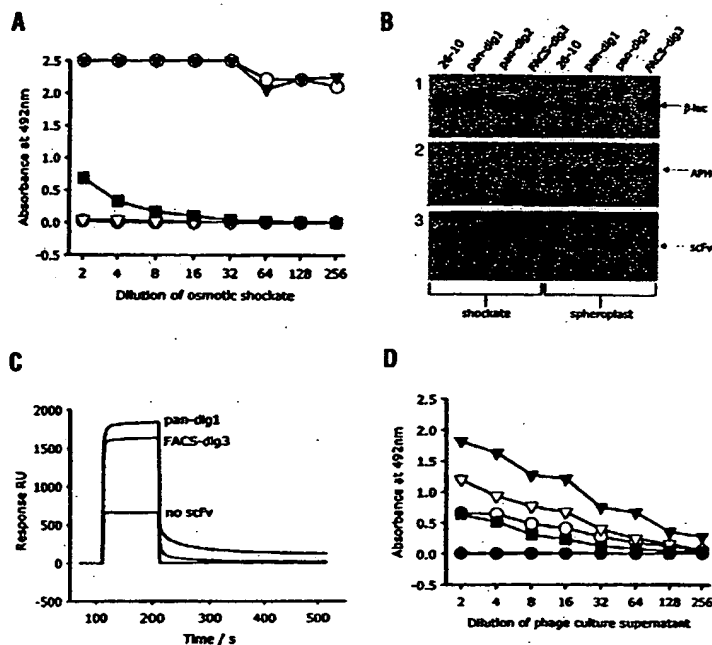 A
2.5
2.0
1.5
1.0
0.5
0.0
-0.5
Absorbance at 492nm
2 4 8 16 32 64 128 256
Dilution of osmotic shockate
B
26-10 pan-dig1 pan-dig2 FACS-dig3 26-10 pan-dig1 pan-dig2 FACS-dig3
1
β-lac
2
APH
3
scFv
shockate spheroplast
C
2000
1500
1000
500
0
-500
Response RU
pan-dig1
FACS-dig3
no scFv
100 200 300 400 500
Time / s
D
2.5
2.0
1.5
1.0
0.5
0.0
-0.5
Absorbance at 492nm
2 4 8 16 32 64 128 256
Dilution of phage culture supernatant